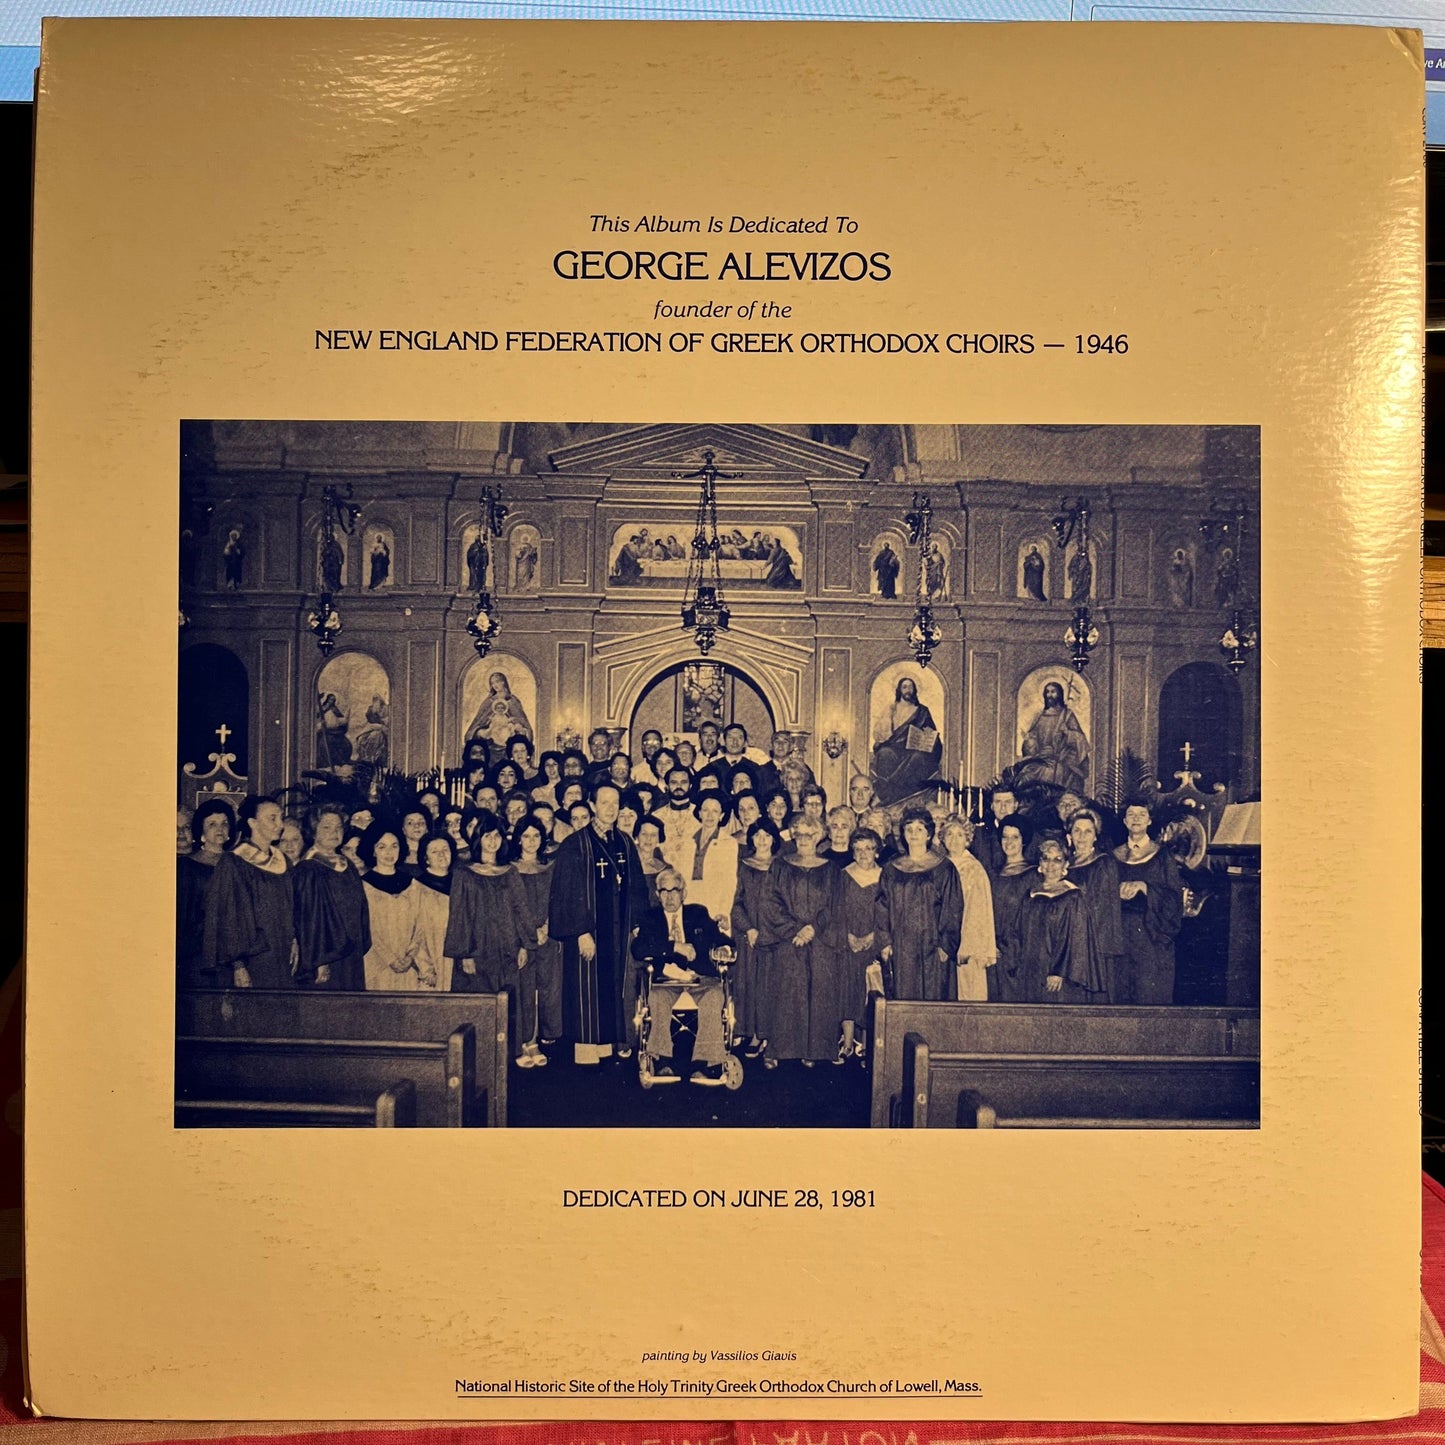 This Album Is Dedicated To
GEORGE ALEVIZOS
founder of the
NEW ENGLAND FEDERATION OF GREEK ORTHODOX CHOIRS — 1946
DEDICATED ON JUNE 28, 1981
painting by Vassilios Giavis
National Historic Site of the Holy Trinity Greek Orthodox Church of Lowell, Mass.